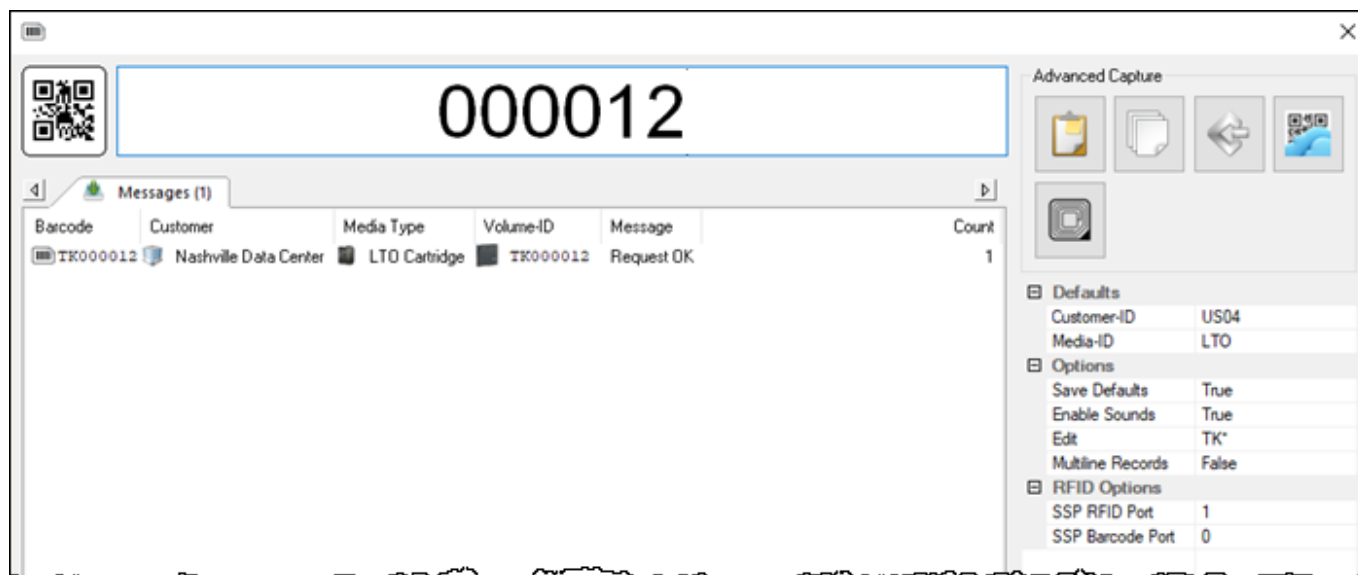 000012
Messages (1)
Barcode Customer Media Type Volume-ID Message Count
TK000012 Nashville Data Center LTO Cartridge TK000012 Request OK 1
Advanced Capture
Defaults
Customer-ID US04
Media-ID LTO
Options
Save Defaults True
Enable Sounds True
Edit TK*
Multiline Records False
RFID Options
SSP RFID Port 1
SSP Barcode Port 0